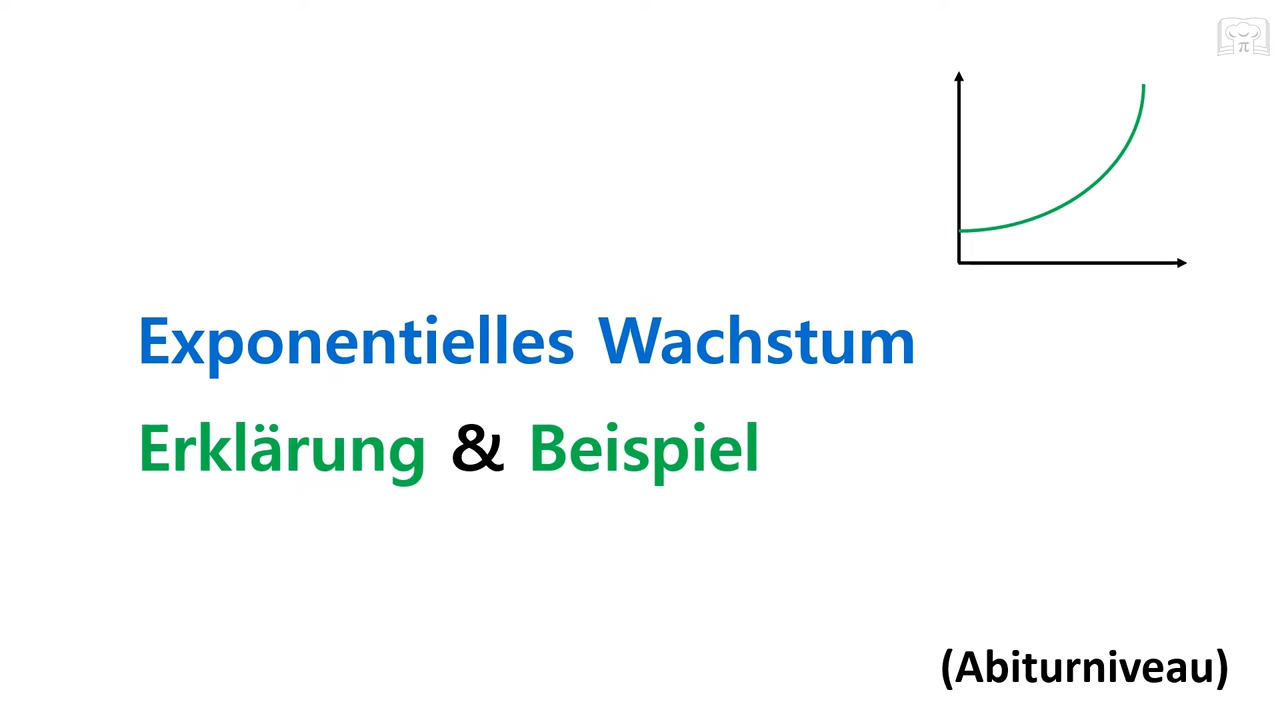 π
Exponentielles Wachstum
Erklärung & Beispiel
(Abiturniveau)